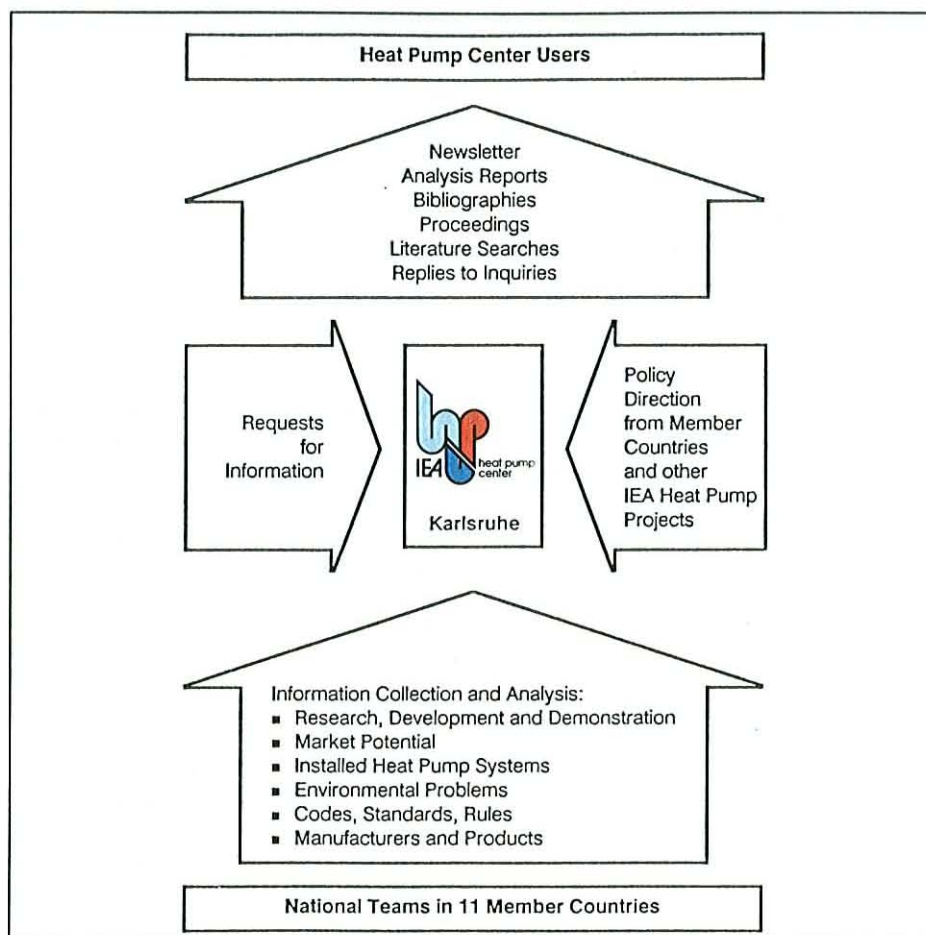 Heat Pump Center Users
Newsletter
Analysis Reports
Bibliographies
Proceedings
Literature Searches
Replies to Inquiries
Requests
for
Information
IEA
heat pump
center
Karlsruhe
Policy
Direction
from Member
Countries
and other
IEA Heat Pump
Projects
Information Collection and Analysis:
■ Research, Development and Demonstration
■ Market Potential
■ Installed Heat Pump Systems
■ Environmental Problems
■ Codes, Standards, Rules
■ Manufacturers and Products
National Teams in 11 Member Countries